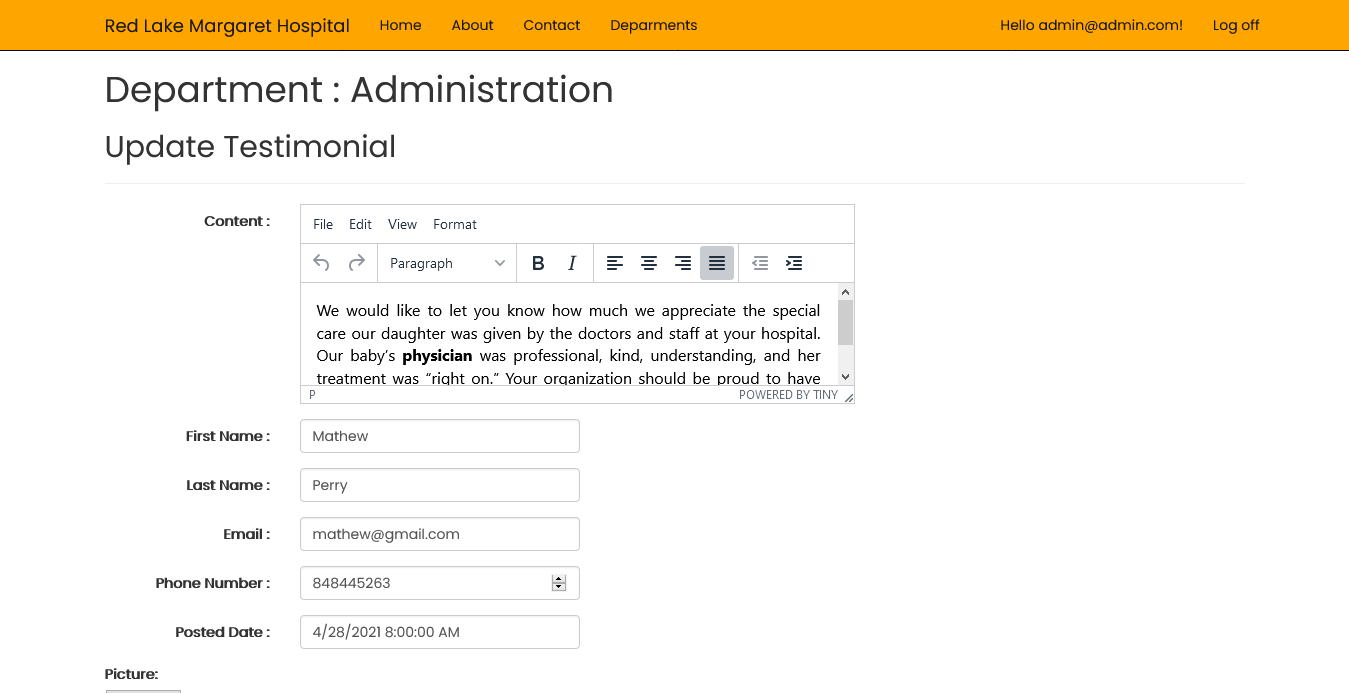 Red Lake Margaret Hospital Home About Contact Deparments Hello admin@admin.com! Log off
Department : Administration
Update Testimonial
Content :
File Edit View Format
Paragraph B I
We would like to let you know how much we appreciate the special
care our daughter was given by the doctors and staff at your hospital.
Our baby’s physician was professional, kind, understanding, and her
treatment was “right on.” Your organization should be proud to have
P POWERED BY TINY
First Name : Mathew
Last Name : Perry
Email : mathew@gmail.com
Phone Number : 848445263
Posted Date : 4/28/2021 8:00:00 AM
Picture: